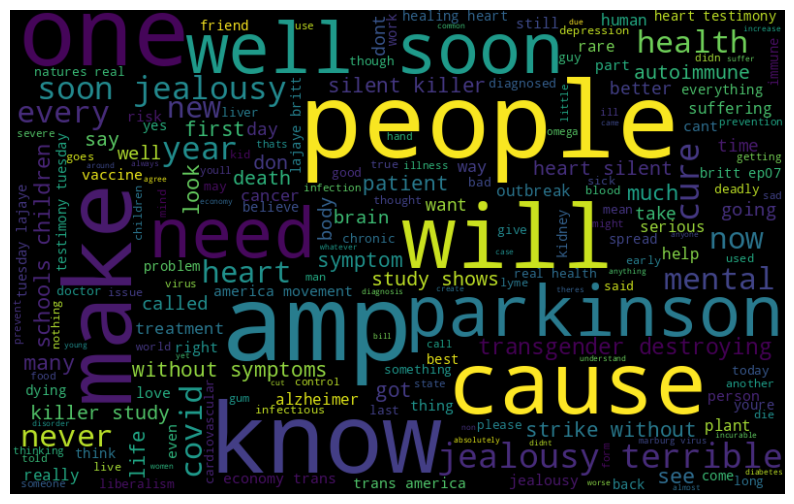 one
well soon
friend
use
common
due
depression
healing heart
dont
work
still
human
heart testimony
today
didn
suffer
increase
natures real
though
guy
rare
health
immune
soon jealousy
silent killer
diagnosed
part
autoimmune
every
new
liver
lajaye britt
people
better
everything
risk
little
ill
came
suffering
severe
yes
first
day
hand
omega
prevention
say
kid
thats
cant
time
goes
well
year
don
good
true
illness
way
heart silent
getting
around
always
youll
death
infection
bad
sick
outbreak
blood
cure
britt ep07
sad
vaccine
agree
may
economy
thought
patient
much
deadly
tuesday lajaye
schools children
testimony tuesday
make
children
look
cancer
believe
mind
body
want
will
kidney
mean
might
take
going
need
brain
chronic
give
spread
serious
now
whatever
symptom
case
early
help
used
problem
heart
man
study shows
real health
lyme
said
mental
anyone
prevent
doctor
issue
virus
called
america movement
amp
parkinson
anything
nothing
treatment
diagnosis
create
theres
many
world
right
bill
call
state
transgender destroying
young
food
yet
without symptoms
best
something
understand
today
another
dying
love
cut
control
got
cause
person
youre
die
killer study
covid
cardiovascular
gum
alzheimer
thing
last
infectious
please
strike without
plant
never
life
even
know
non
marburg virus
incurable
disorder
thinking
think
absolutely
didnt
see
come
due
told
really
live
women
jealousy terrible
form
long
someone
liberalism
economy trans
trans america
worse
jealousy
almost
back
diabetes